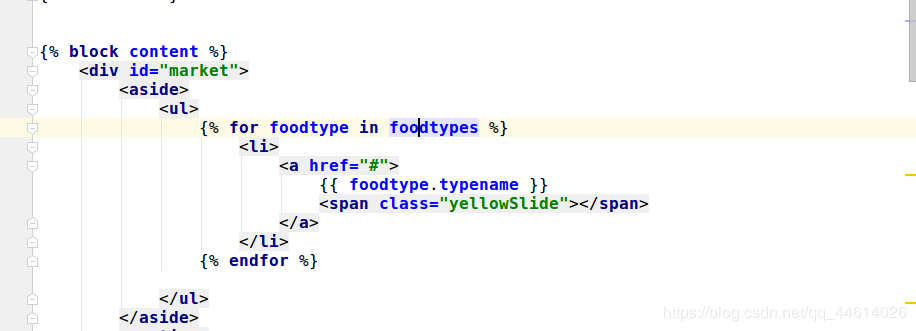 {% block content %}
<div id="market">
<aside>
<ul>
{% for foodtype in foodtypes %}
<li>
<a href="#">
{{ foodtype.typename }}
<span class="yellowSlide"></span>
</a>
</li>
{% endfor %}
</ul>
</aside>
https://blog.csdn.net/qq_44614026